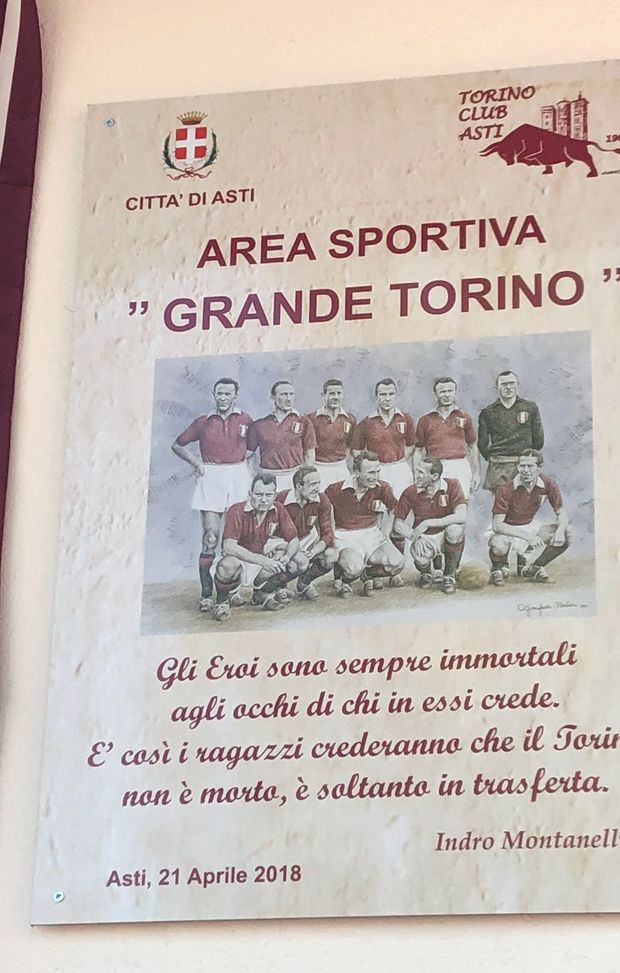 TORINO
CLUB
ASTI
CITTA' DI ASTI
AREA SPORTIVA
" GRANDE TORINO "
Gli Eroi sono sempre immortali
agli occhi di chi in essi crede.
E' così i ragazzi crederanno che il Torin
non è morto, è soltanto in trasferta.
Indro Montanell
Asti, 21 Aprile 2018